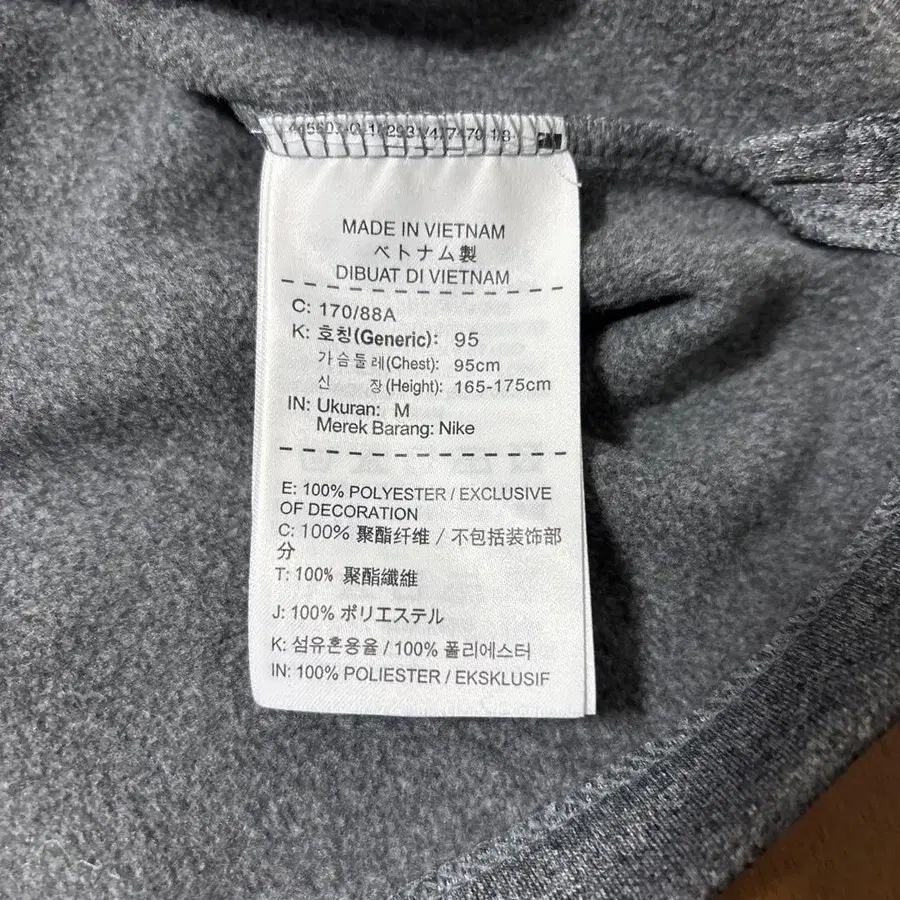 MADE IN VIETNAM
ベトナム製
DIBUAT DI VIETNAM
C: 170/88A
K: 호칭(Generic): 95
가슴둘레(Chest): 95cm
신 장(Height): 165-175cm
IN: Ukuran: M
Merek Barang: Nike
E: 100% POLYESTER / EXCLUSIVE
OF DECORATION
C: 100% 聚酯纤维 / 不包括装饰部
分
T: 100% 聚酯纖維
J: 100% ポリエステル
K: 섬유혼용율 / 100% 폴리에스터
IN: 100% POLIESTER / EKSKLUSIF